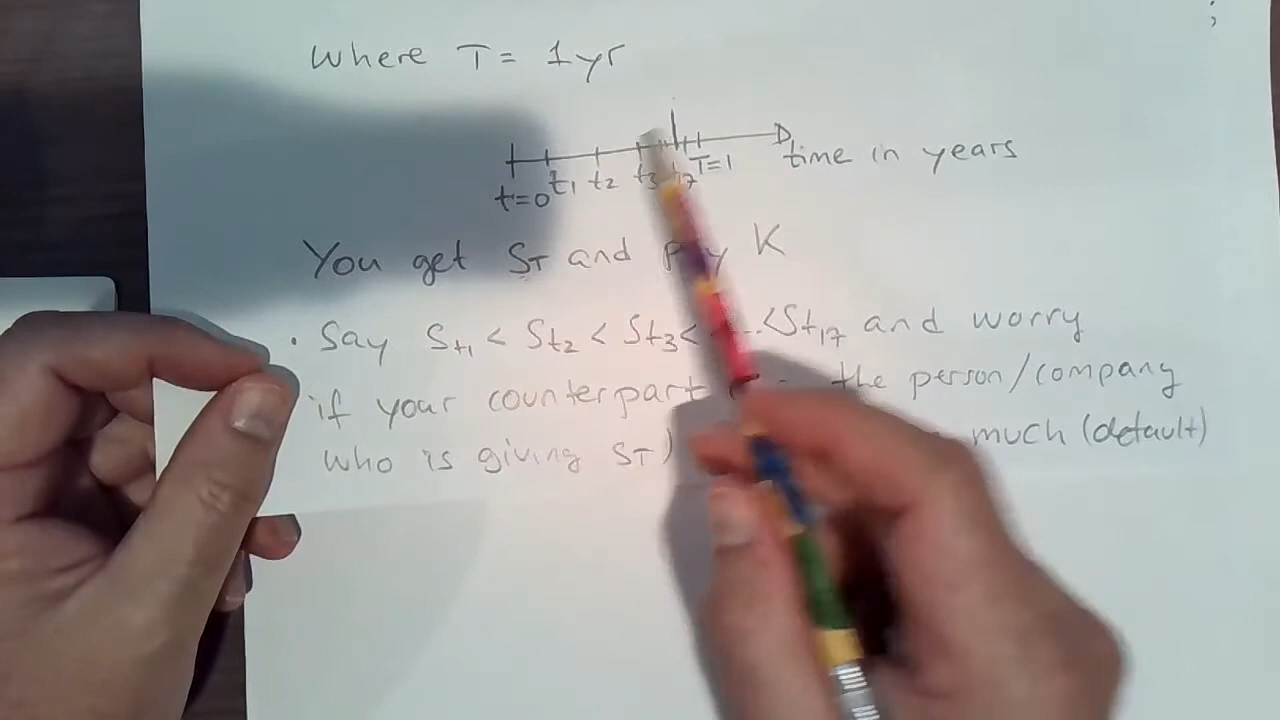 Where T = 1yr
t=0 t1 t2 t3 t17 T=1 time in years
You get ST and pay K
· Say St1 < St2 < St3 < ... < St17 and worry
if your counterpart the person/company
who is giving ST) much (default)